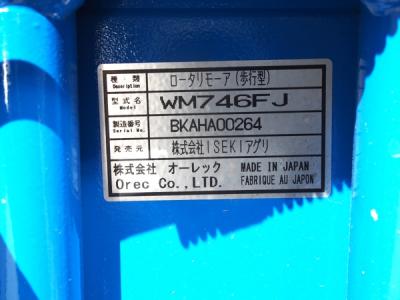 種類 ロータリモーア(歩行型)
Description
型式名 WM746FJ
Model
製造番号 BKAHA00264
Serial No.
発売元 株式会社ISEKIアグリ
株式会社 オーレック MADE IN JAPAN
Orec Co.,LTD. FABRIQUE AU JAPON